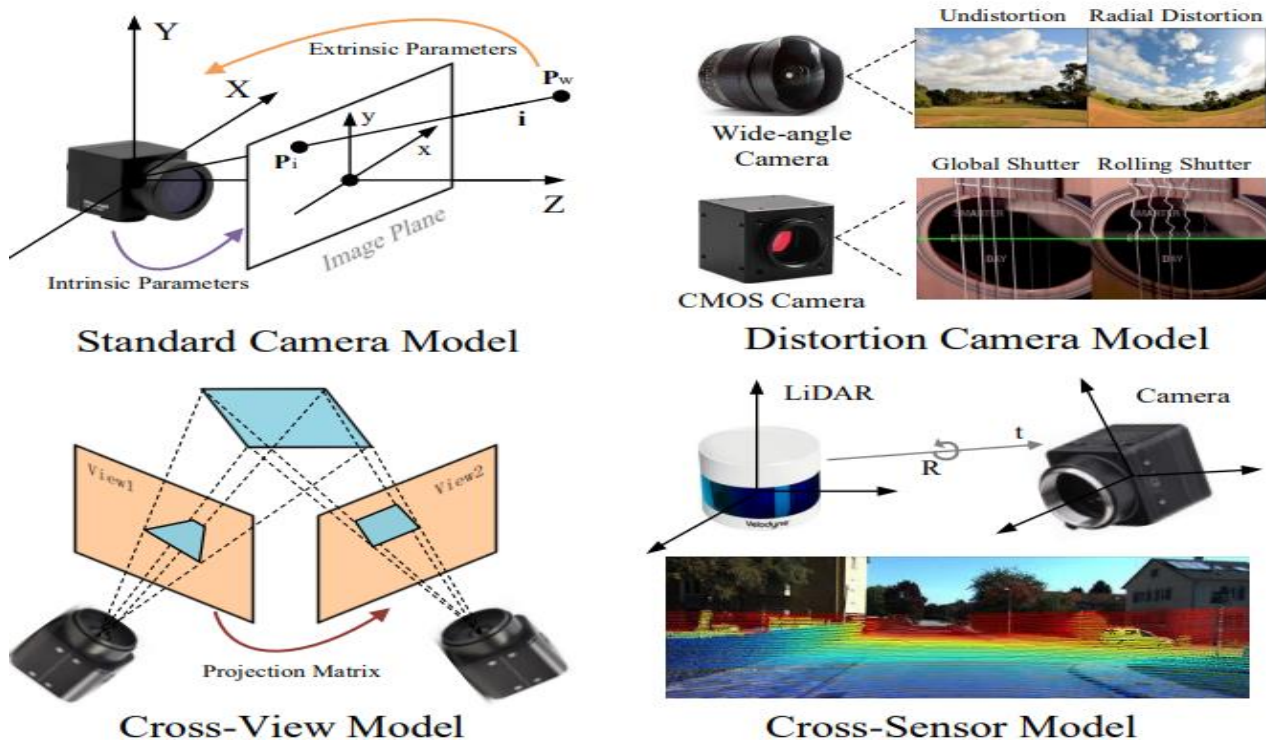 Y
Extrinsic Parameters
Pw
X
y
i
x
Pi
Z
Image Plane
Intrinsic Parameters
Standard Camera Model
Undistortion Radial Distortion
Wide-angle
Camera
Global Shutter Rolling Shutter
SMARTER
DAY
CMOS Camera
Distortion Camera Model
View1
View2
Projection Matrix
Cross-View Model
LiDAR
Camera
t
R
Velodyne
Cross-Sensor Model